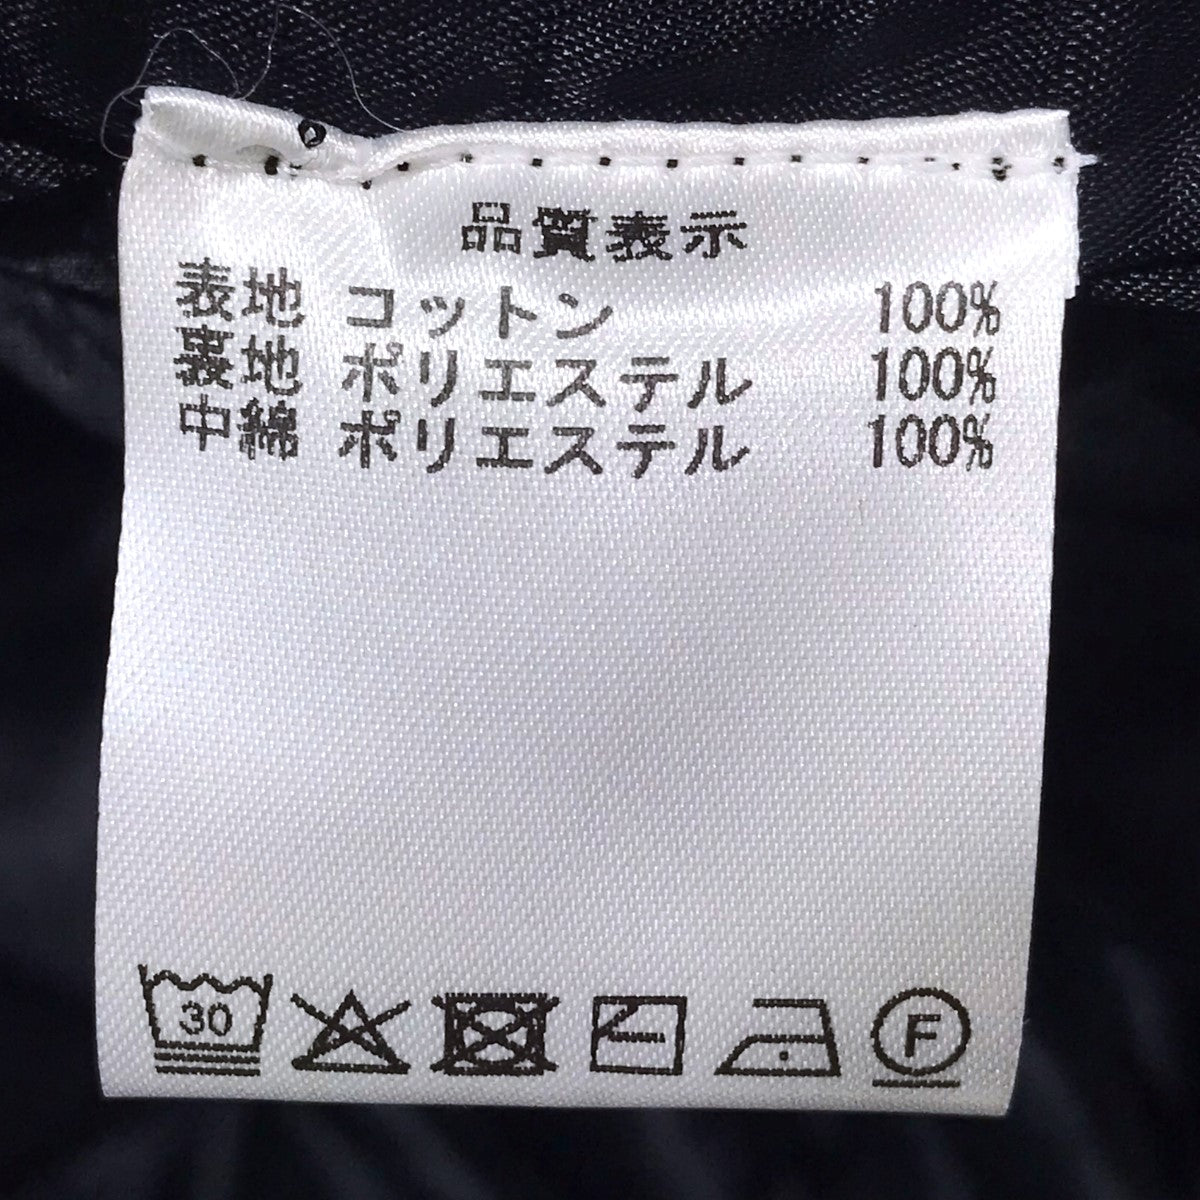 品質表示
表地 コットン 100%
裏地 ポリエステル 100%
中綿 ポリエステル 100%
30 F